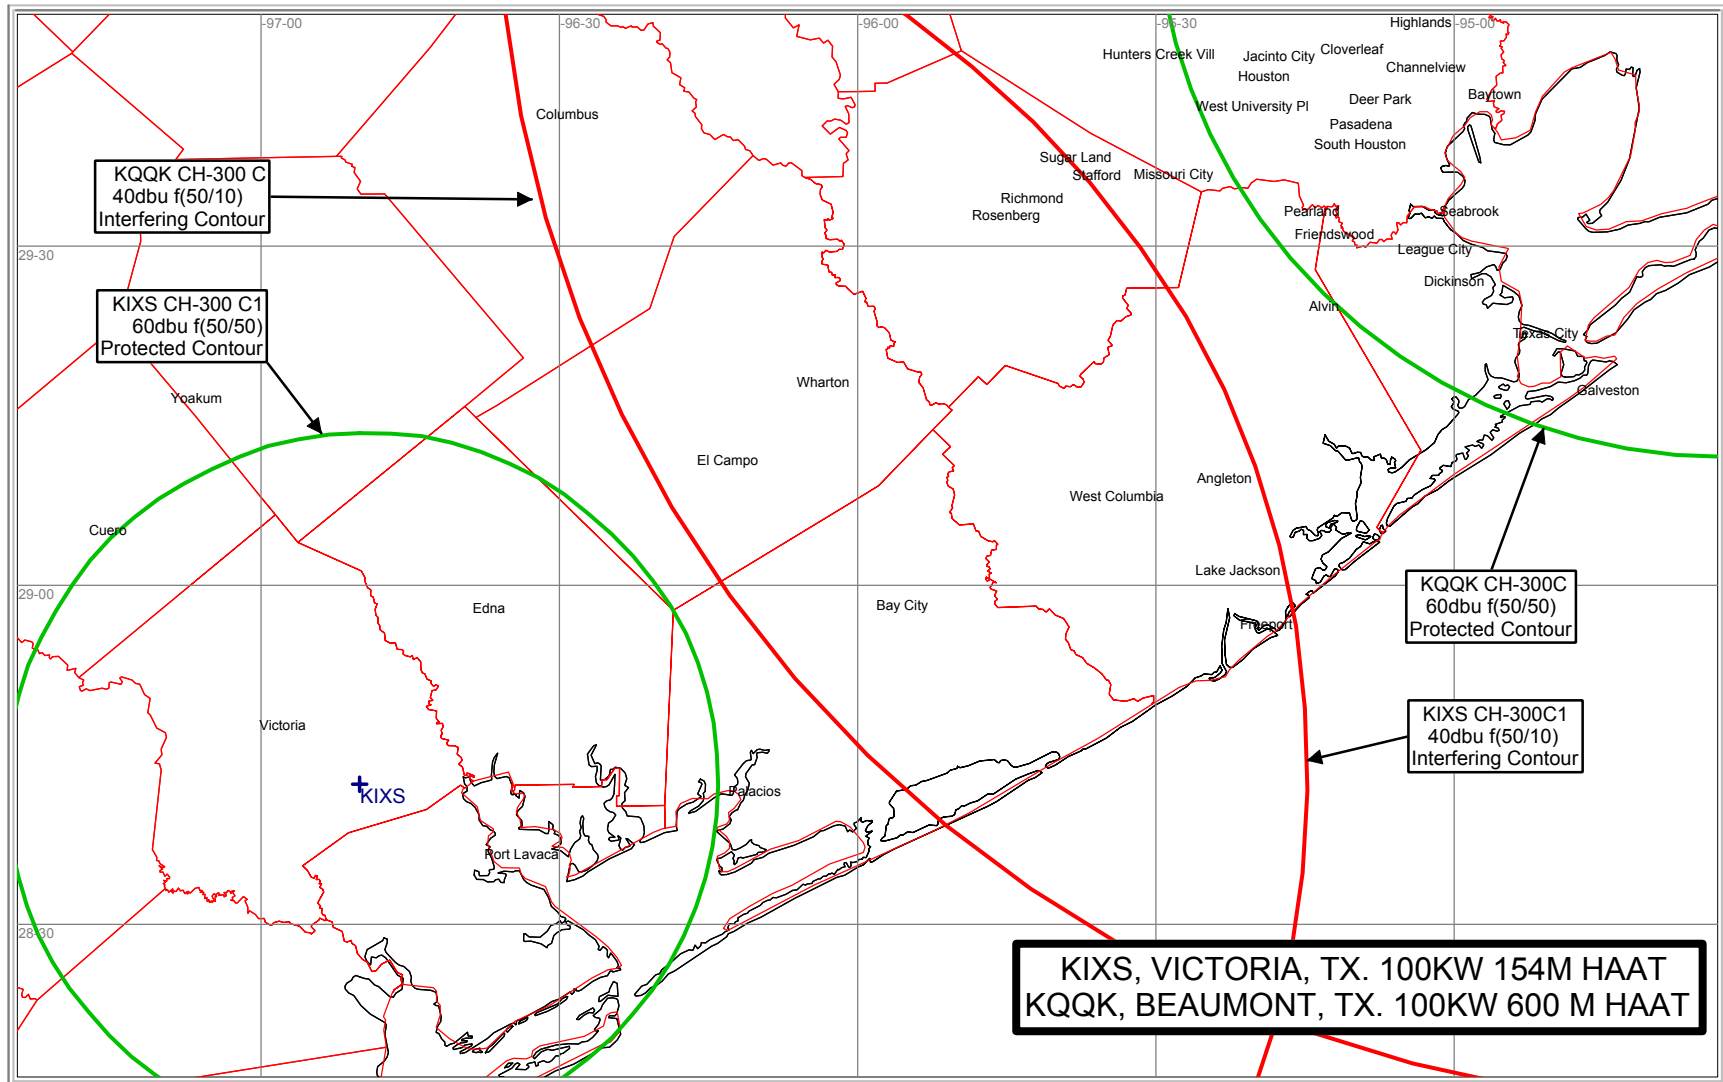 -97-00
-96-30
-96-00
-95-30
-95-00
Highlands
Hunters Creek Vill
Jacinto City
Cloverleaf
Houston
Channelview
West University Pl
Deer Park
Baytown
Columbus
Pasadena
South Houston
KQQK CH-300 C
40dbu f(50/10)
Interfering Contour
Sugar Land
Stafford
Missouri City
Richmond
Rosenberg
Pearland
Seabrook
Friendswood
League City
29-30
Dickinson
KIXS CH-300 C1
60dbu f(50/50)
Protected Contour
Alvin
Texas City
Wharton
Galveston
Yoakum
El Campo
Angleton
West Columbia
Cuero
Lake Jackson
29-00
Edna
Bay City
Freeport
KQQK CH-300C
60dbu f(50/50)
Protected Contour
Victoria
KIXS CH-300C1
40dbu f(50/10)
Interfering Contour
KIXS
Palacios
Port Lavaca
28-30
KIXS, VICTORIA, TX. 100KW 154M HAAT
KQQK, BEAUMONT, TX. 100KW 600 M HAAT